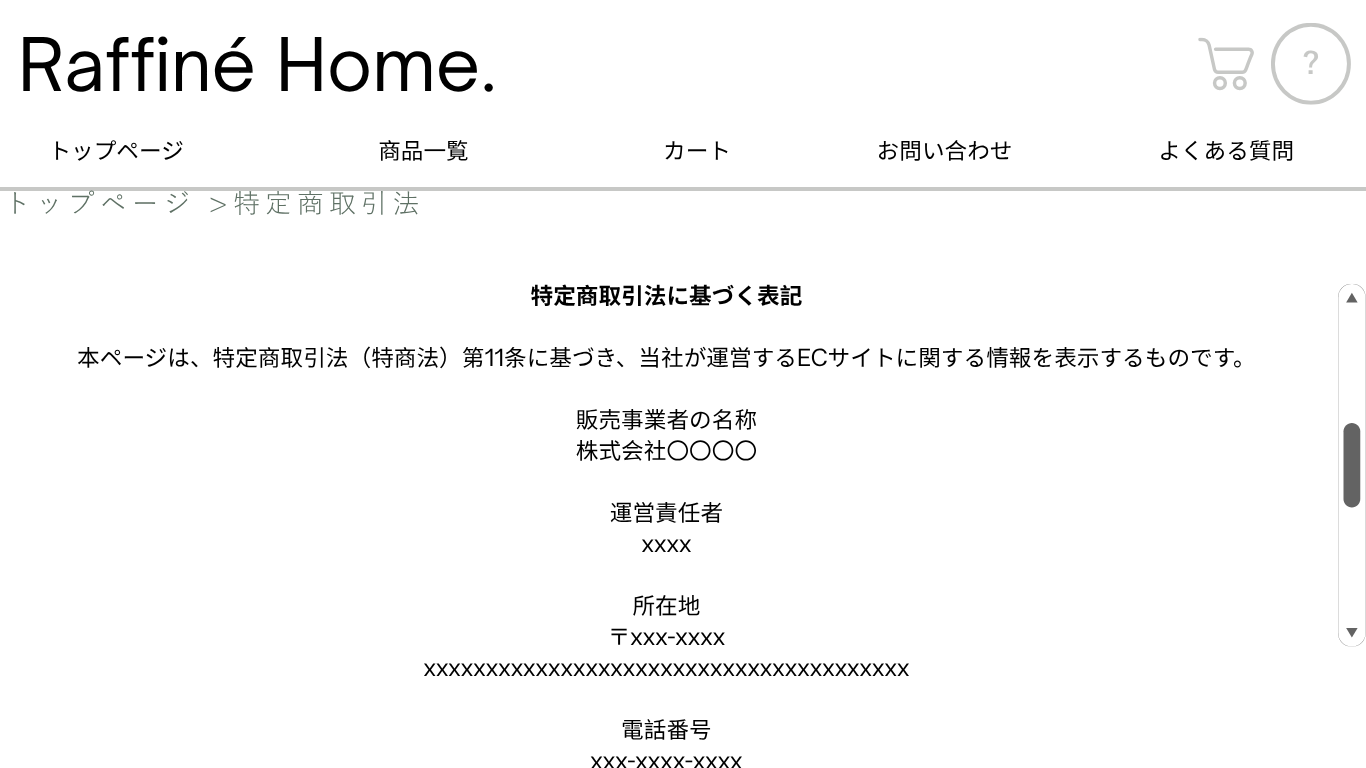 Raffiné Home.
?
トップページ 商品一覧 カート お問い合わせ よくある質問
トップページ >特定商取引法
特定商取引法に基づく表記
本ページは、特定商取引法（特商法）第11条に基づき、当社が運営するECサイトに関する情報を表示するものです。
販売事業者の名称
株式会社〇〇〇〇
運営責任者
xxxx
所在地
〒xxx-xxxx
xxxxxxxxxxxxxxxxxxxxxxxxxxxxxxxxxxxxxxx
電話番号
xxx-xxxx-xxxx